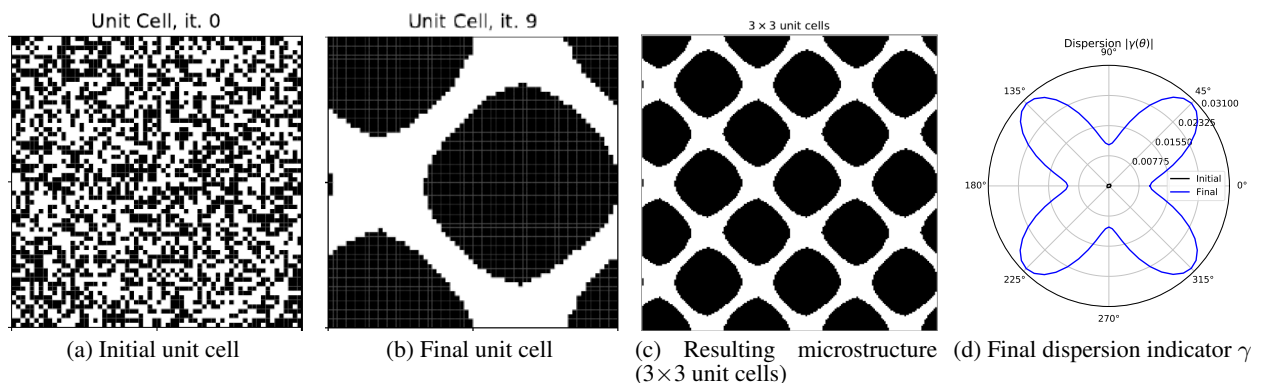 Unit Cell, it. 0
Unit Cell, it. 9
3 × 3 unit cells
Dispersion |γ(θ)|
90°
135°
45°
0.03100
0.02325
0.01550
0.00775
Initial
Final
180°
0°
225°
315°
270°
(a) Initial unit cell
(b) Final unit cell
(c) Resulting microstructure
(3×3 unit cells)
(d) Final dispersion indicator γ